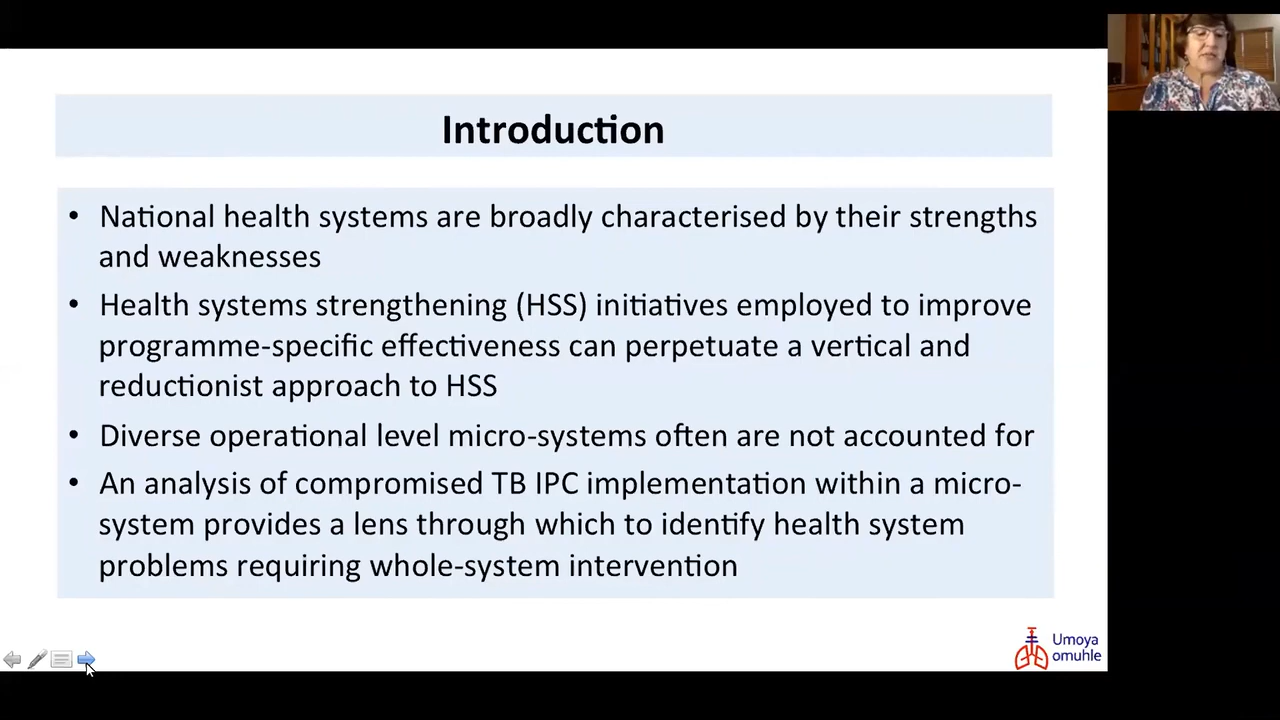 Introduction
• National health systems are broadly characterised by their strengths
and weaknesses
• Health systems strengthening (HSS) initiatives employed to improve
programme-specific effectiveness can perpetuate a vertical and
reductionist approach to HSS
• Diverse operational level micro-systems often are not accounted for
• An analysis of compromised TB IPC implementation within a micro-
system provides a lens through which to identify health system
problems requiring whole-system intervention
Umoya
omuhle